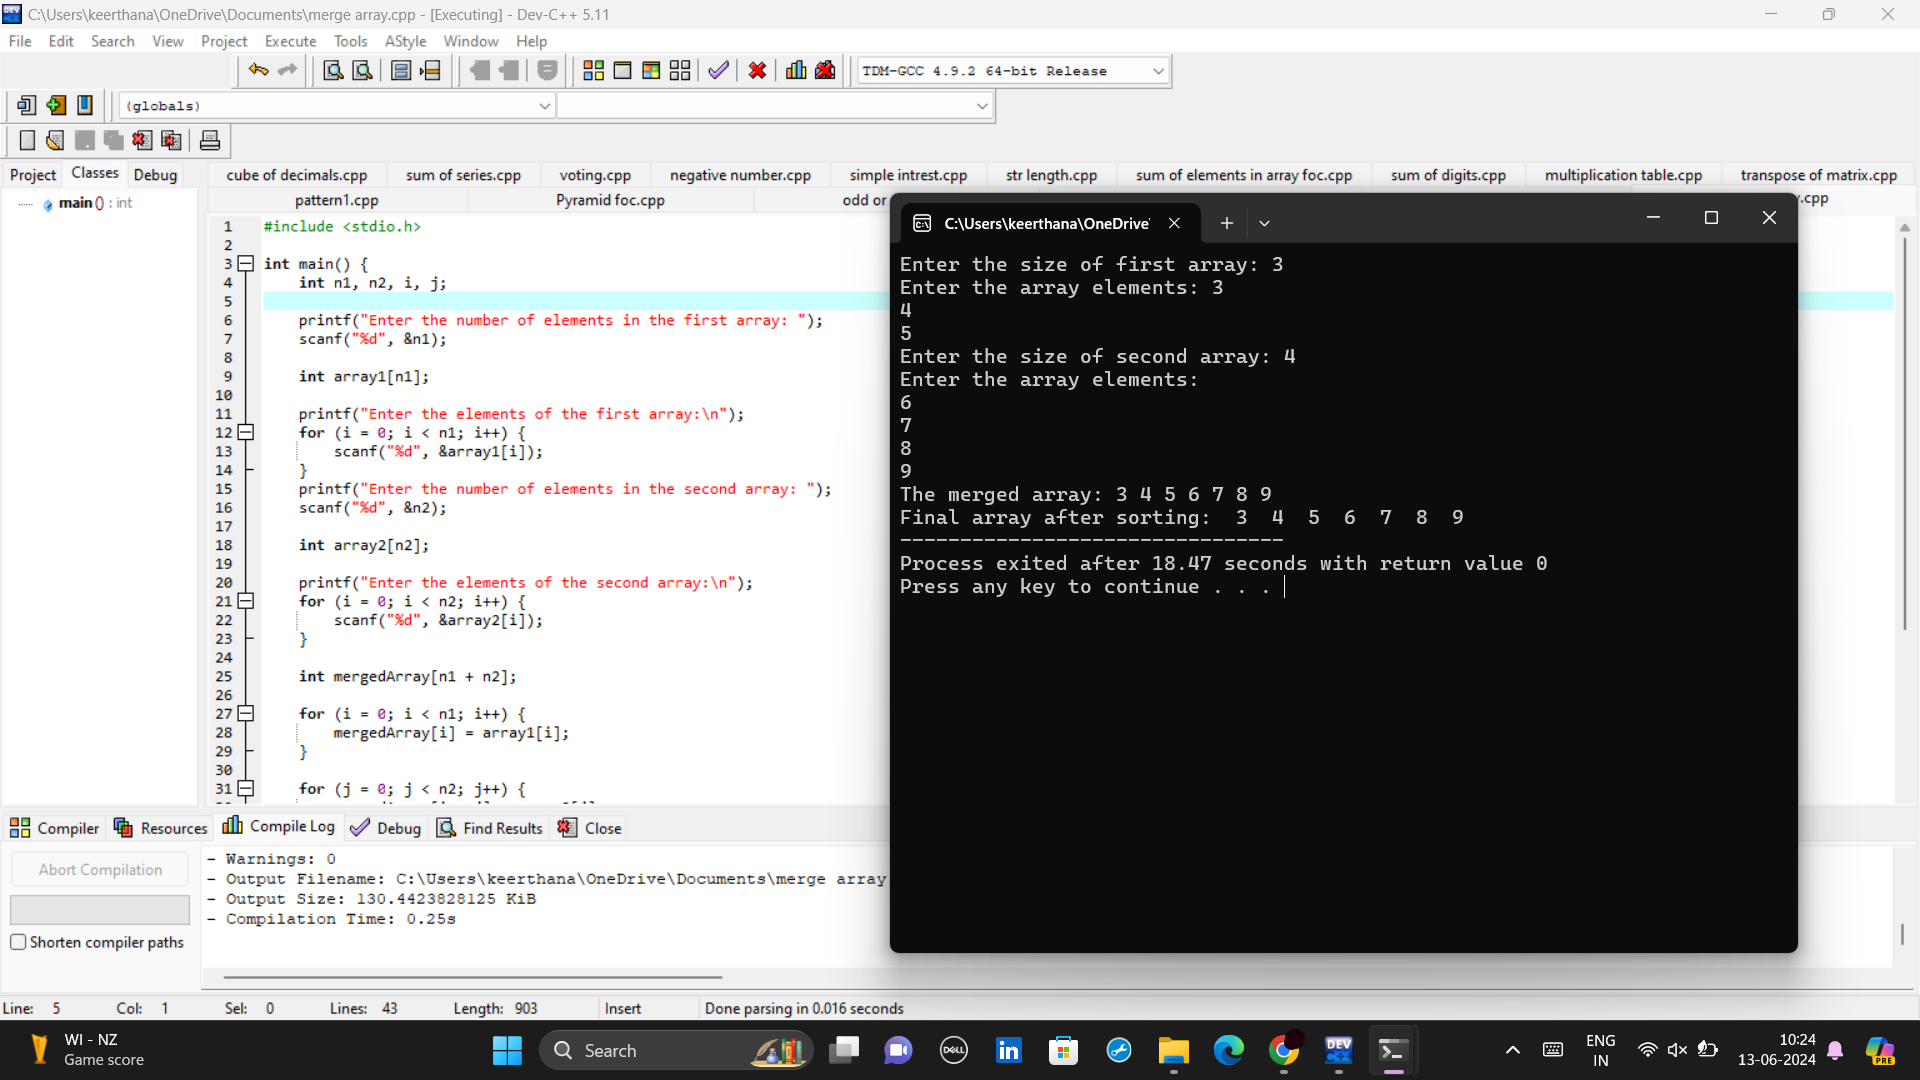 C:\Users\keerthana\OneDrive\Documents\merge array.cpp - [Executing] - Dev-C++ 5.11
File Edit Search View Project Execute Tools AStyle Window Help
TDM-GCC 4.9.2 64-bit Release
(globals)
Project Classes Debug
main () : int
cube of decimals.cpp sum of series.cpp voting.cpp negative number.cpp simple intrest.cpp str length.cpp sum of elements in array foc.cpp sum of digits.cpp multiplication table.cpp transpose of matrix.cpp
pattern1.cpp Pyramid foc.cpp odd or .cpp
1 #include <stdio.h>
2
3 int main() {
4 int n1, n2, i, j;
5
6 printf("Enter the number of elements in the first array: ");
7 scanf("%d", &n1);
8
9 int array1[n1];
10
11 printf("Enter the elements of the first array:\n");
12 for (i = 0; i < n1; i++) {
13 scanf("%d", &array1[i]);
14 }
15 printf("Enter the number of elements in the second array: ");
16 scanf("%d", &n2);
17
18 int array2[n2];
19
20 printf("Enter the elements of the second array:\n");
21 for (i = 0; i < n2; i++) {
22 scanf("%d", &array2[i]);
23 }
24
25 int mergedArray[n1 + n2];
26
27 for (i = 0; i < n1; i++) {
28 mergedArray[i] = array1[i];
29 }
30
31 for (j = 0; j < n2; j++) {
C:\Users\keerthana\OneDrive'
Enter the size of first array: 3
Enter the array elements: 3
4
5
Enter the size of second array: 4
Enter the array elements:
6
7
8
9
The merged array: 3 4 5 6 7 8 9
Final array after sorting: 3 4 5 6 7 8 9
--------------------------------
Process exited after 18.47 seconds with return value 0
Press any key to continue . . .
Compiler Resources Compile Log Debug Find Results Close
Abort Compilation
Shorten compiler paths
- Warnings: 0
- Output Filename: C:\Users\keerthana\OneDrive\Documents\merge array
- Output Size: 130.4423828125 KiB
- Compilation Time: 0.25s
Line: 5 Col: 1 Sel: 0 Lines: 43 Length: 903 Insert Done parsing in 0.016 seconds
WI - NZ
Game score
Search
DELL
in
DEV
C++
ENG
IN
10:24
13-06-2024
PRE